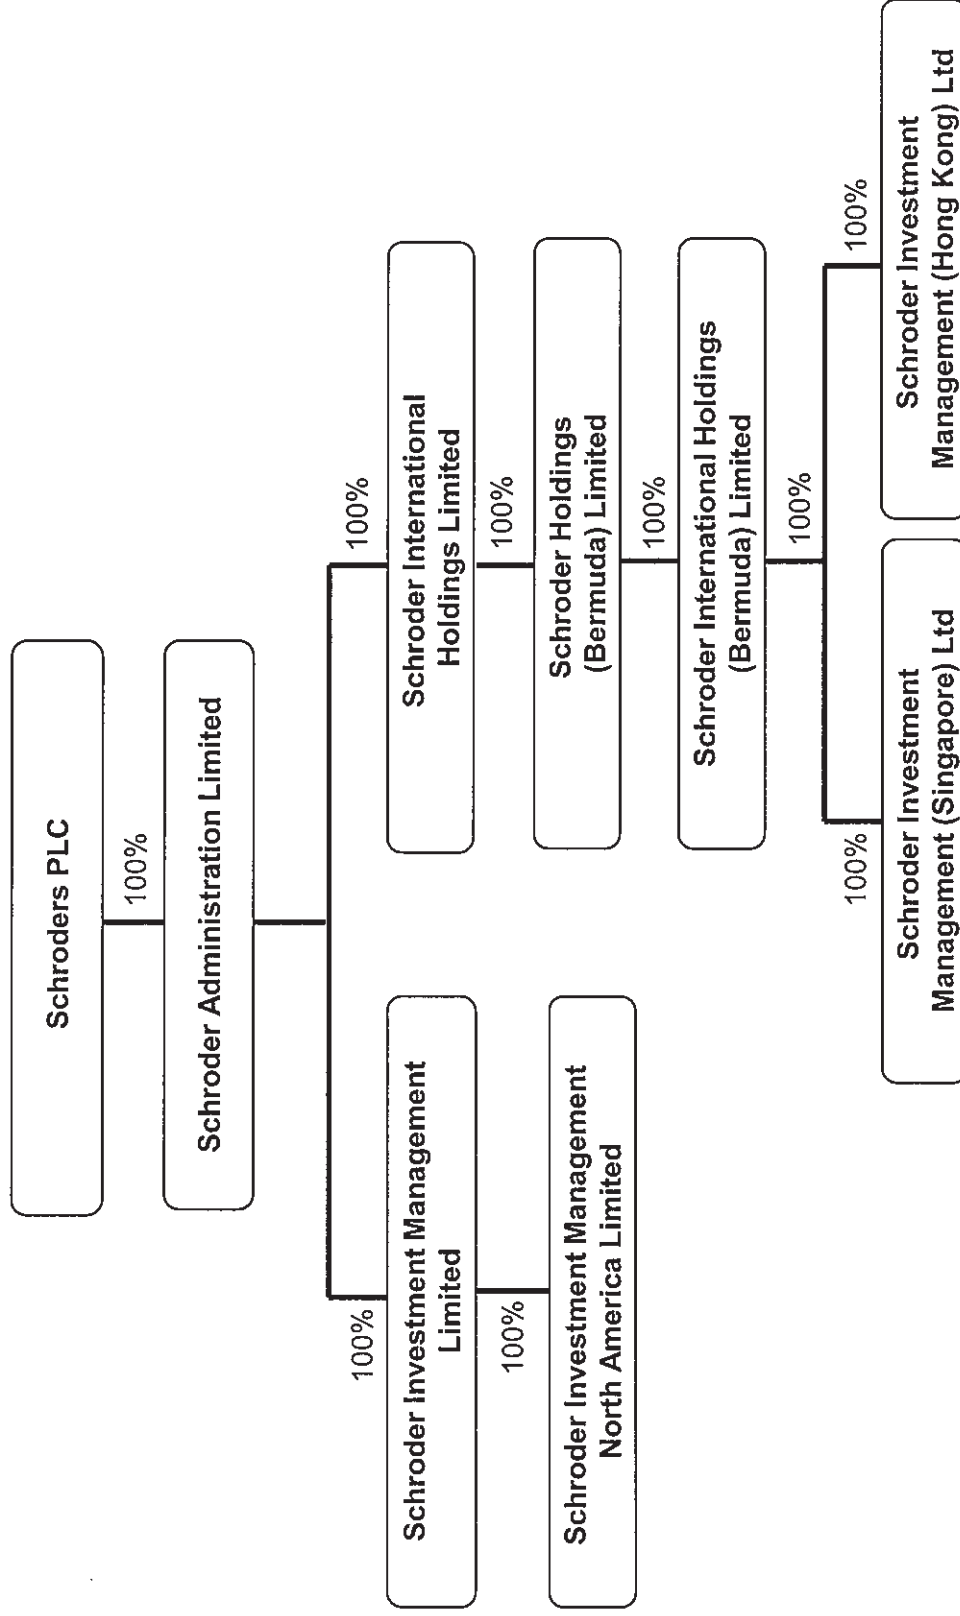 Schroders PLC
100%
Schroder Administration Limited
100%
Schroder Investment Management
Limited
100%
Schroder Investment Management
North America Limited
100%
Schroder International
Holdings Limited
100%
Schroder Holdings
(Bermuda) Limited
100%
Schroder International Holdings
(Bermuda) Limited
100%
100%
Schroder Investment
Management (Singapore) Ltd
100%
Schroder Investment
Management (Hong Kong) Ltd